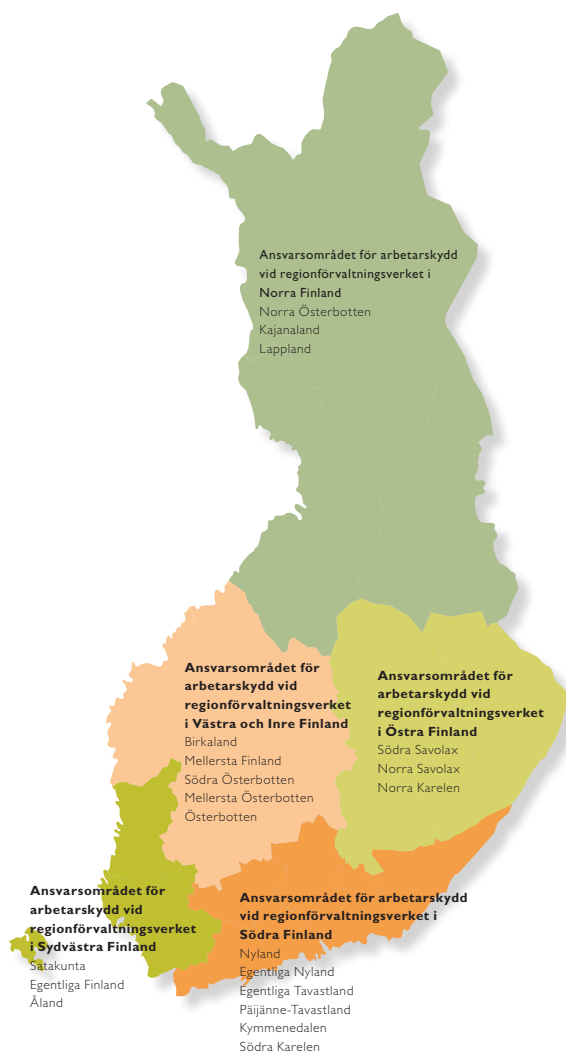 Ansvarsområdet för arbetarskydd
vid regionförvaltningsverket i
Norra Finland
Norra Österbotten
Kajanaland
Lappland
Ansvarsområdet för
arbetarskydd vid
regionförvaltningsverket
i Västra och Inre Finland
Birkaland
Mellersta Finland
Södra Österbotten
Mellersta Österbotten
Österbotten
Ansvarsområdet för
arbetarskydd vid
regionförvaltningsverket
i Östra Finland
Södra Savolax
Norra Savolax
Norra Karelen
Ansvarsområdet för
arbetarskydd vid
regionförvaltningsverket
i Sydvästra Finland
Satakunta
Egentliga Finland
Åland
Ansvarsområdet för arbetarskydd
vid regionförvaltningsverket i
Södra Finland
Nyland
Egentliga Nyland
Egentliga Tavastland
Päijänne-Tavastland
Kymmenedalen
Södra Karelen